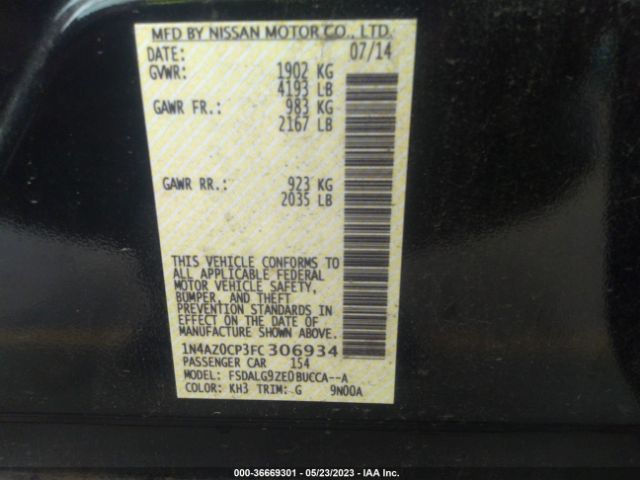 MFD BY NISSAN MOTOR CO., LTD.
DATE: 07/14
GVWR: 1902 KG
4193 LB
GAWR FR.: 983 KG
2167 LB
GAWR RR.: 923 KG
2035 LB
THIS VEHICLE CONFORMS TO
ALL APPLICABLE FEDERAL
MOTOR VEHICLE SAFETY,
BUMPER, AND THEFT
PREVENTION STANDARDS IN
EFFECT ON THE DATE OF
MANUFACTURE SHOWN ABOVE.
1N4AZ0CP3FC306934
PASSENGER CAR 154
MODEL: FSDALG9ZE0BUCCA--A
COLOR: KH3 TRIM: G 9N00A
000-36669301 - 05/23/2023 - IAA Inc.